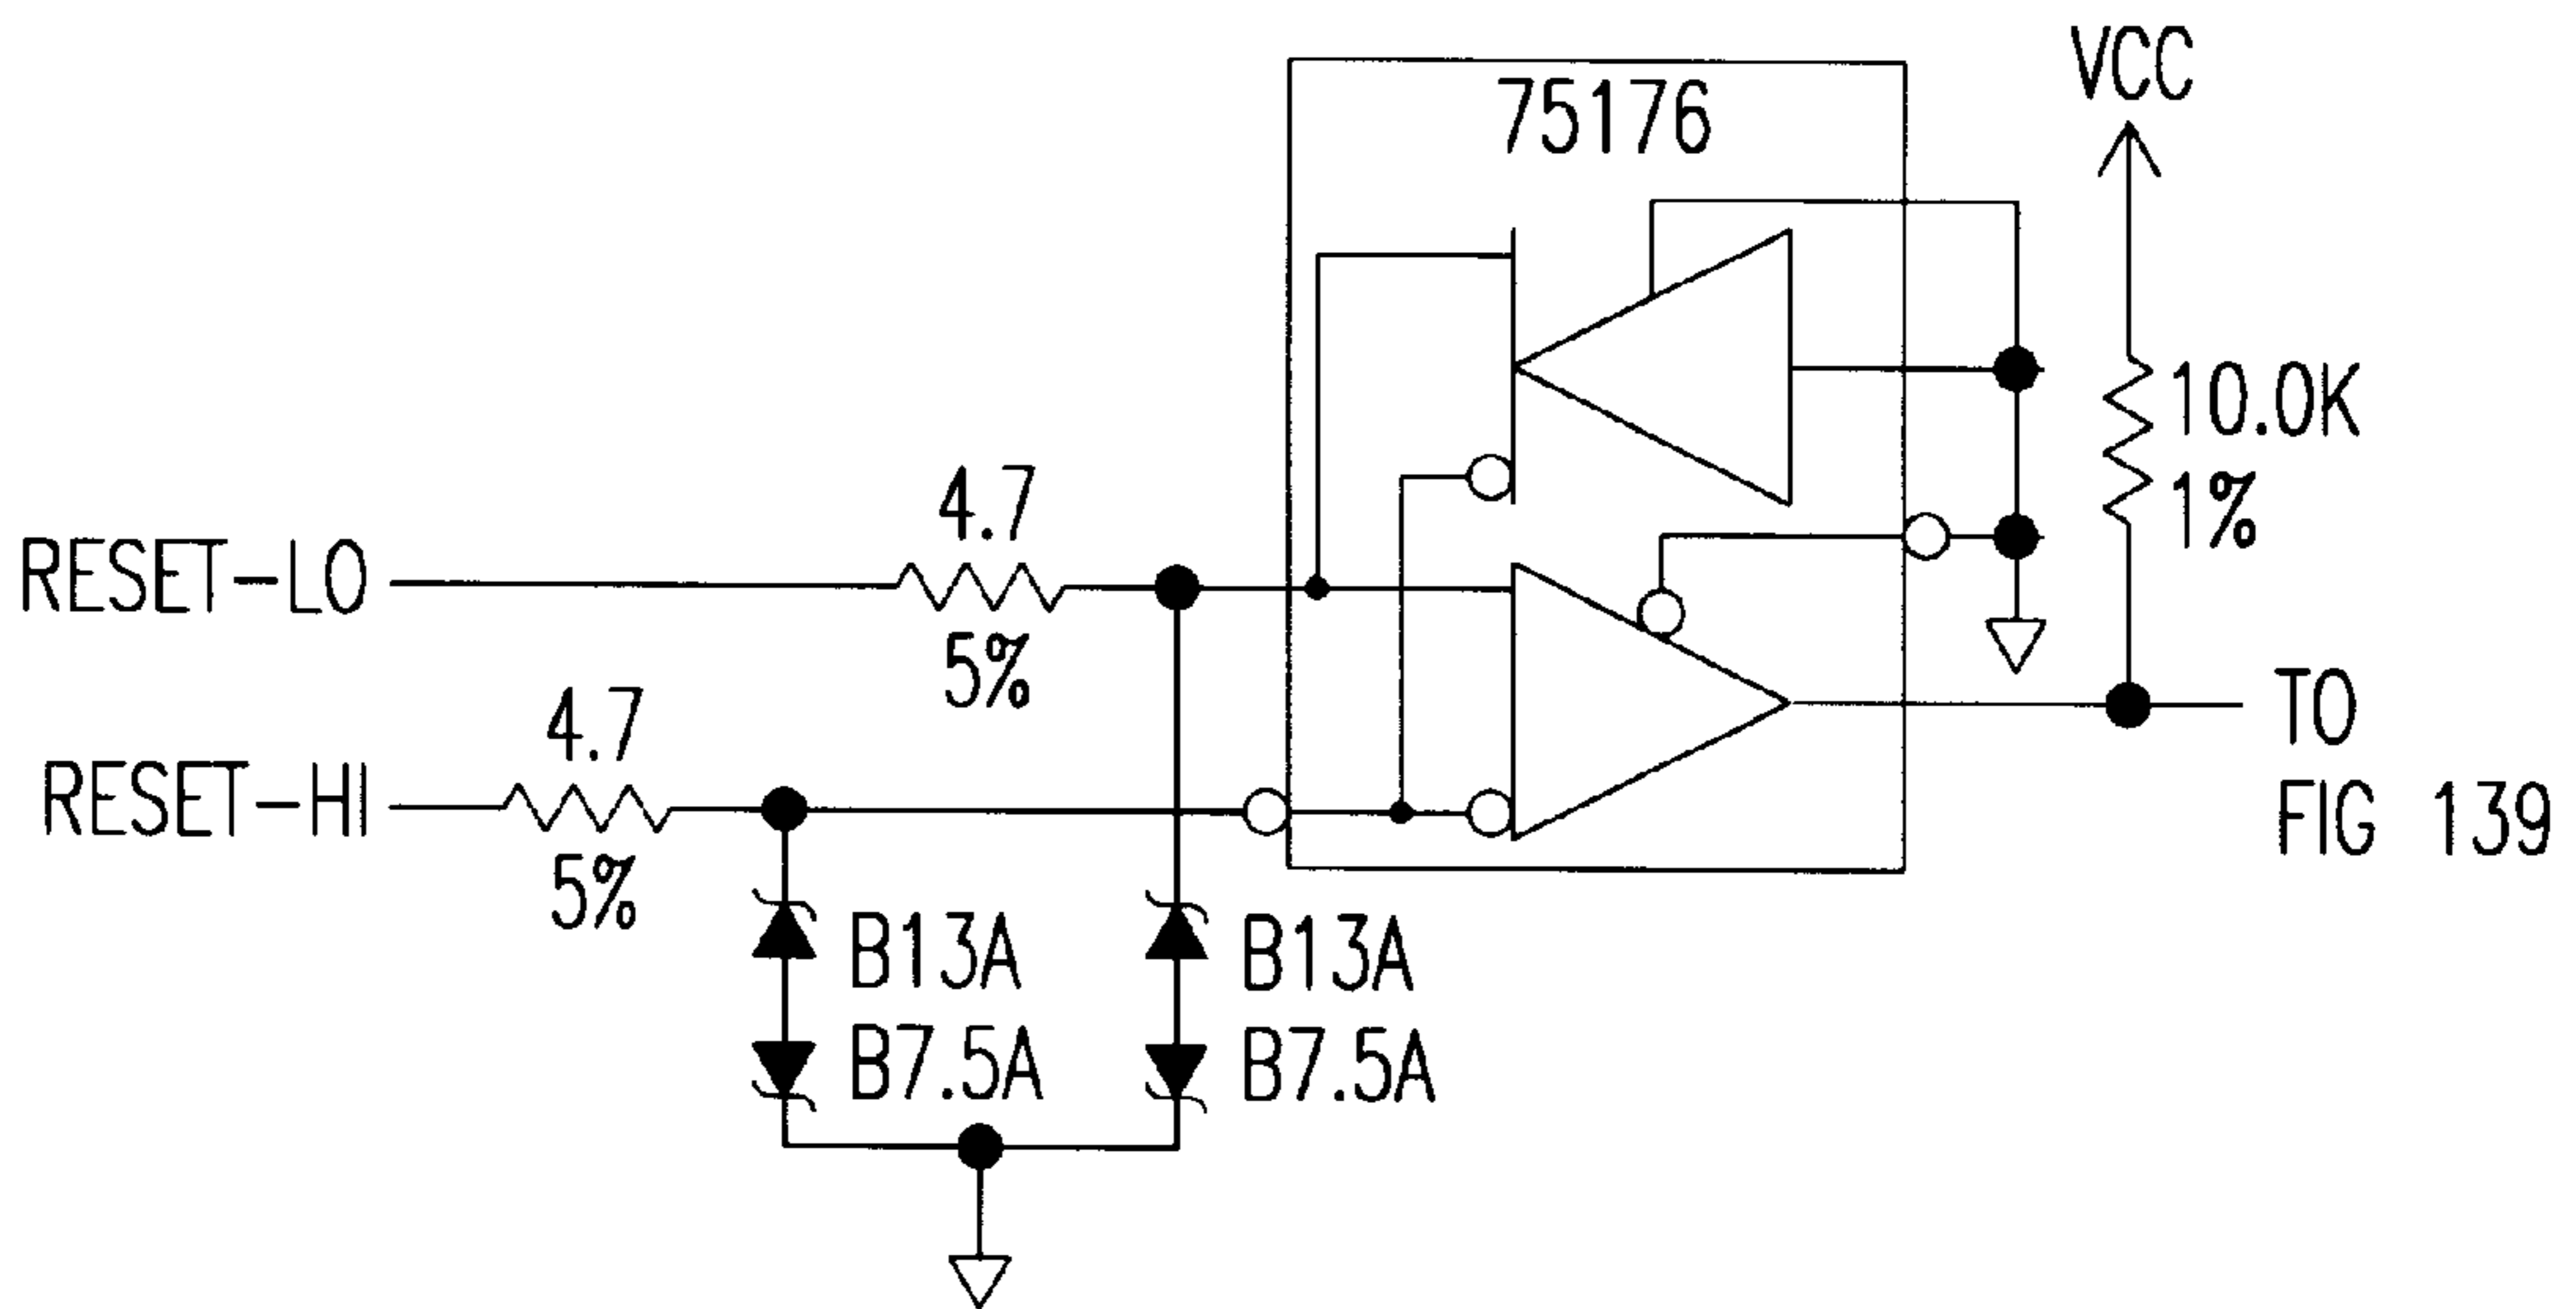 75176
VCC
10.0K
1%
4.7
RESET-LO
5%
4.7
RESET-HI
5%
TO
FIG 139
B13A
B13A
B7.5A
B7.5A